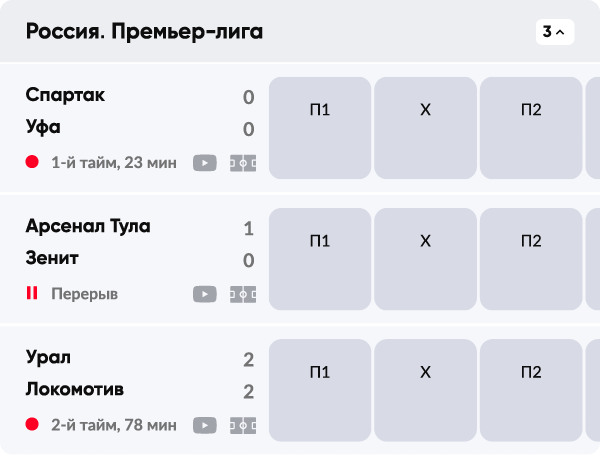 Россия. Премьер-лига 3
Спартак 0 П1 X П2
Уфа 0
1-й тайм, 23 мин
Арсенал Тула 1 П1 X П2
Зенит 0
Перерыв
Урал 2 П1 X П2
Локомотив 2
2-й тайм, 78 мин